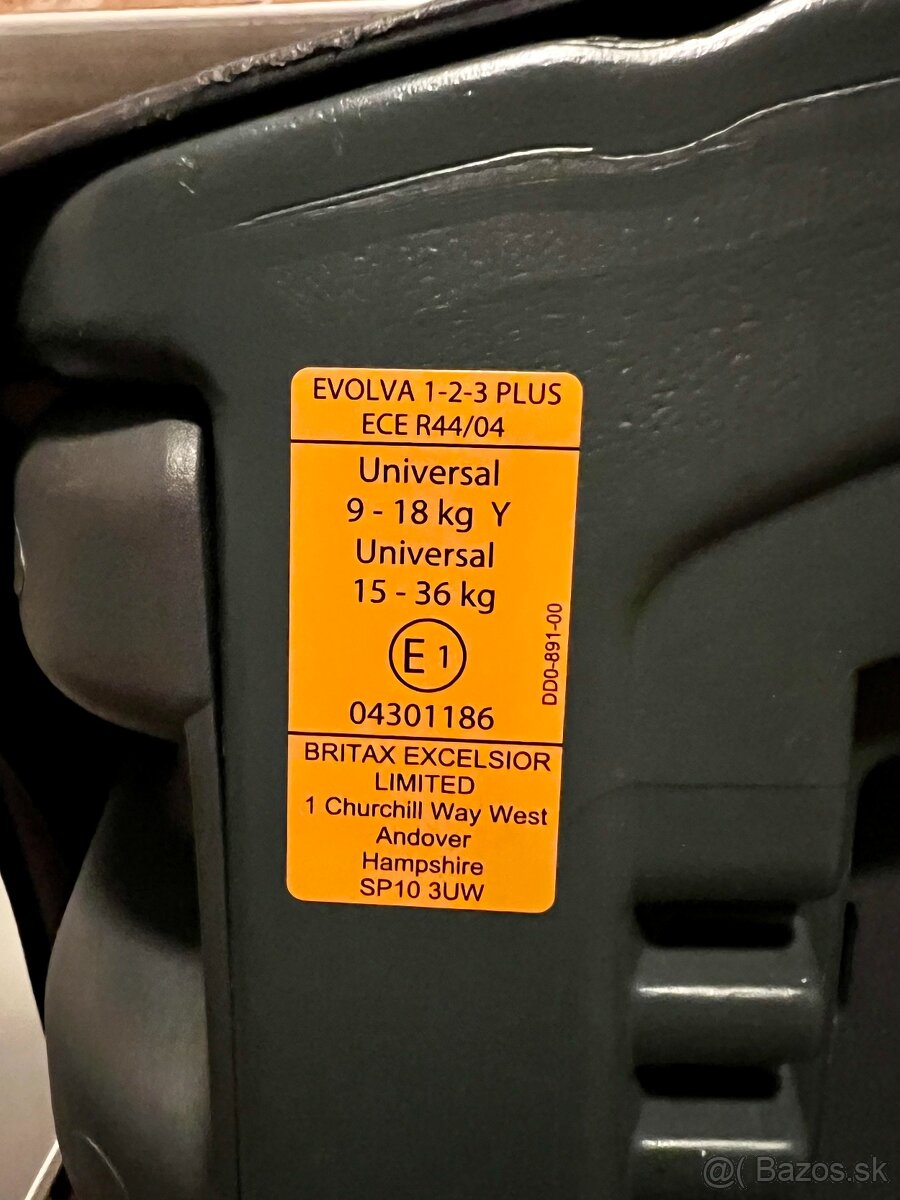 EVOLVA 1-2-3 PLUS
ECE R44/04
Universal
9 - 18 kg Y
Universal
15 - 36 kg
E 1
04301186
DD0-891-00
BRITAX EXCELSIOR
LIMITED
1 Churchill Way West
Andover
Hampshire
SP10 3UW
@( Bazos.sk